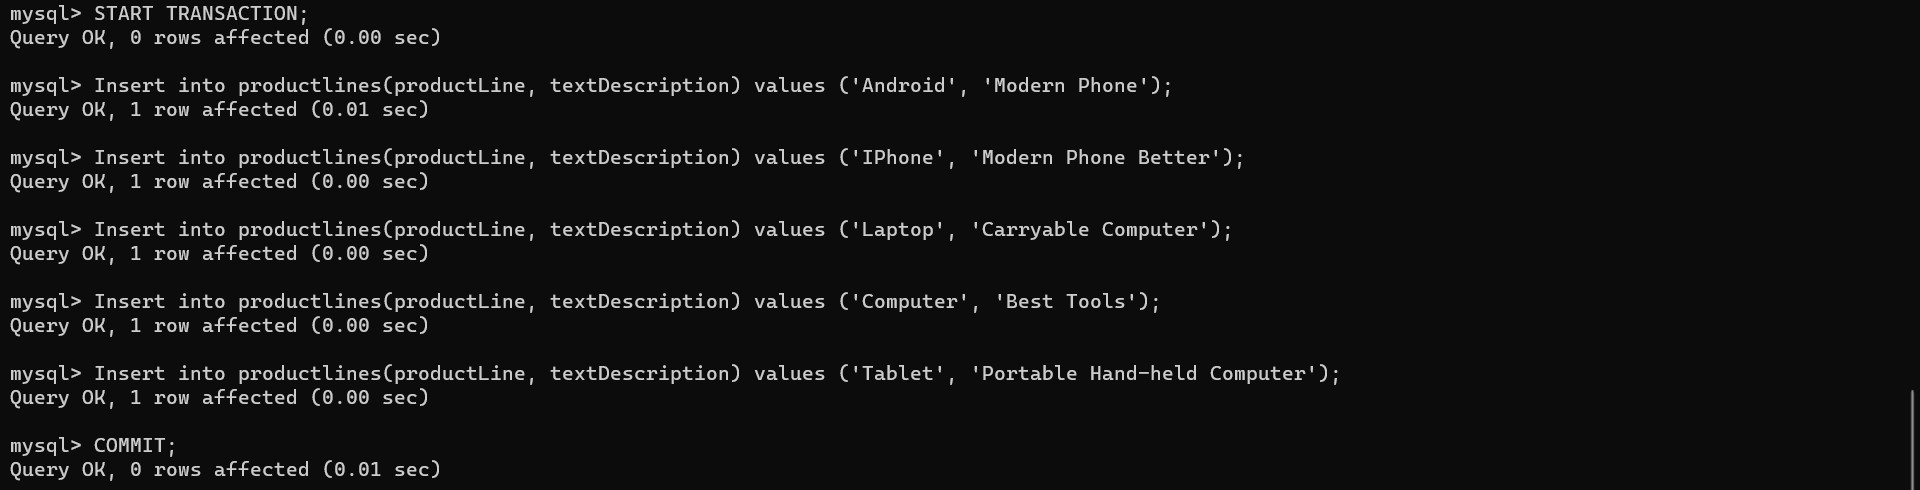 mysql> START TRANSACTION;
Query OK, 0 rows affected (0.00 sec)
mysql> Insert into productlines(productLine, textDescription) values ('Android', 'Modern Phone');
Query OK, 1 row affected (0.01 sec)
mysql> Insert into productlines(productLine, textDescription) values ('IPhone', 'Modern Phone Better');
Query OK, 1 row affected (0.00 sec)
mysql> Insert into productlines(productLine, textDescription) values ('Laptop', 'Carryable Computer');
Query OK, 1 row affected (0.00 sec)
mysql> Insert into productlines(productLine, textDescription) values ('Computer', 'Best Tools');
Query OK, 1 row affected (0.00 sec)
mysql> Insert into productlines(productLine, textDescription) values ('Tablet', 'Portable Hand-held Computer');
Query OK, 1 row affected (0.00 sec)
mysql> COMMIT;
Query OK, 0 rows affected (0.01 sec)